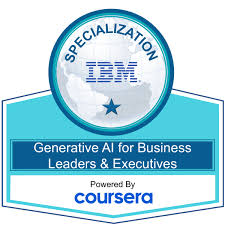 SPECIALIZATION
IBM
Generative AI for Business
Leaders & Executives
Powered By
coursera